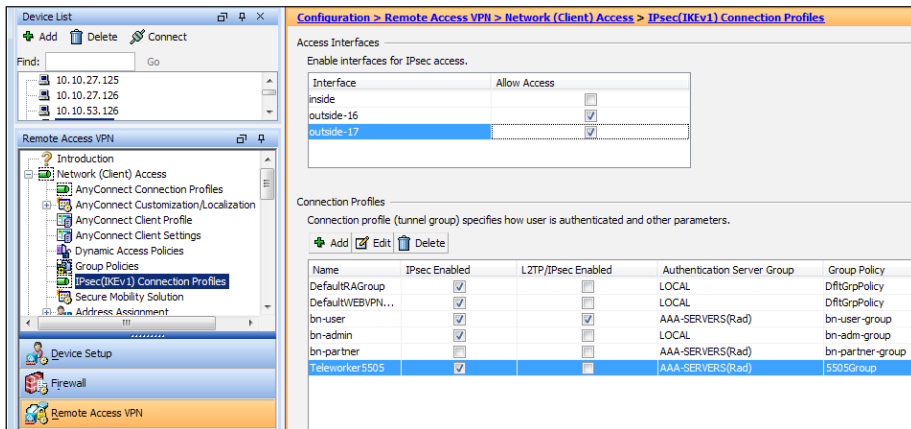 Device List
Add Delete Connect
Find: Go
10.10.27.125
10.10.27.126
10.10.53.126
Remote Access VPN
Introduction
Network (Client) Access
AnyConnect Connection Profiles
AnyConnect Customization/Localization
AnyConnect Client Profile
AnyConnect Client Settings
Dynamic Access Policies
Group Policies
IPsec(IKEv1) Connection Profiles
Secure Mobility Solution
Address Assignment
Device Setup
Firewall
Remote Access VPN
Configuration > Remote Access VPN > Network (Client) Access > IPsec(IKEv1) Connection Profiles
Access Interfaces
Enable interfaces for IPsec access.
Interface Allow Access
inside
outside-16
outside-17
Connection Profiles
Connection profile (tunnel group) specifies how user is authenticated and other parameters.
Add Edit Delete
Name IPsec Enabled L2TP/IPsec Enabled Authentication Server Group Group Policy
DefaultRAGroup LOCAL DfltGrpPolicy
DefaultWEBVPN... LOCAL DfltGrpPolicy
bn-user AAA-SERVERS(Rad) bn-user-group
bn-admin LOCAL bn-adm-group
bn-partner AAA-SERVERS(Rad) bn-partner-group
Teleworker5505 AAA-SERVERS(Rad) 5505Group